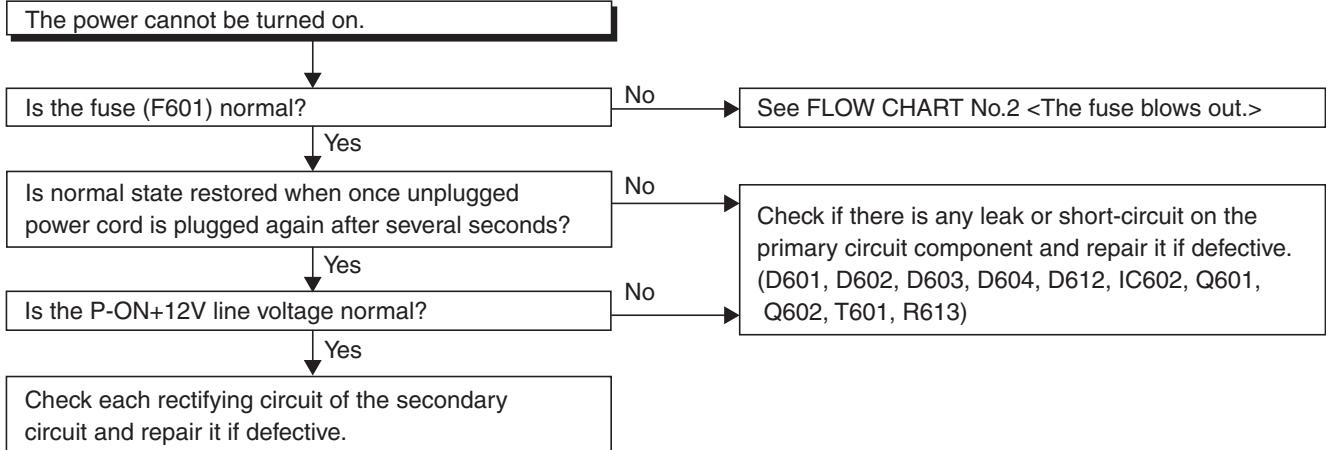 The power cannot be turned on.
Is the fuse (F601) normal?
No
See FLOW CHART No.2 <The fuse blows out.>
Yes
Is normal state restored when once unplugged
power cord is plugged again after several seconds?
No
Check if there is any leak or short-circuit on the
primary circuit component and repair it if defective.
(D601, D602, D603, D604, D612, IC602, Q601,
Q602, T601, R613)
Yes
Is the P-ON+12V line voltage normal?
No
Yes
Check each rectifying circuit of the secondary
circuit and repair it if defective.